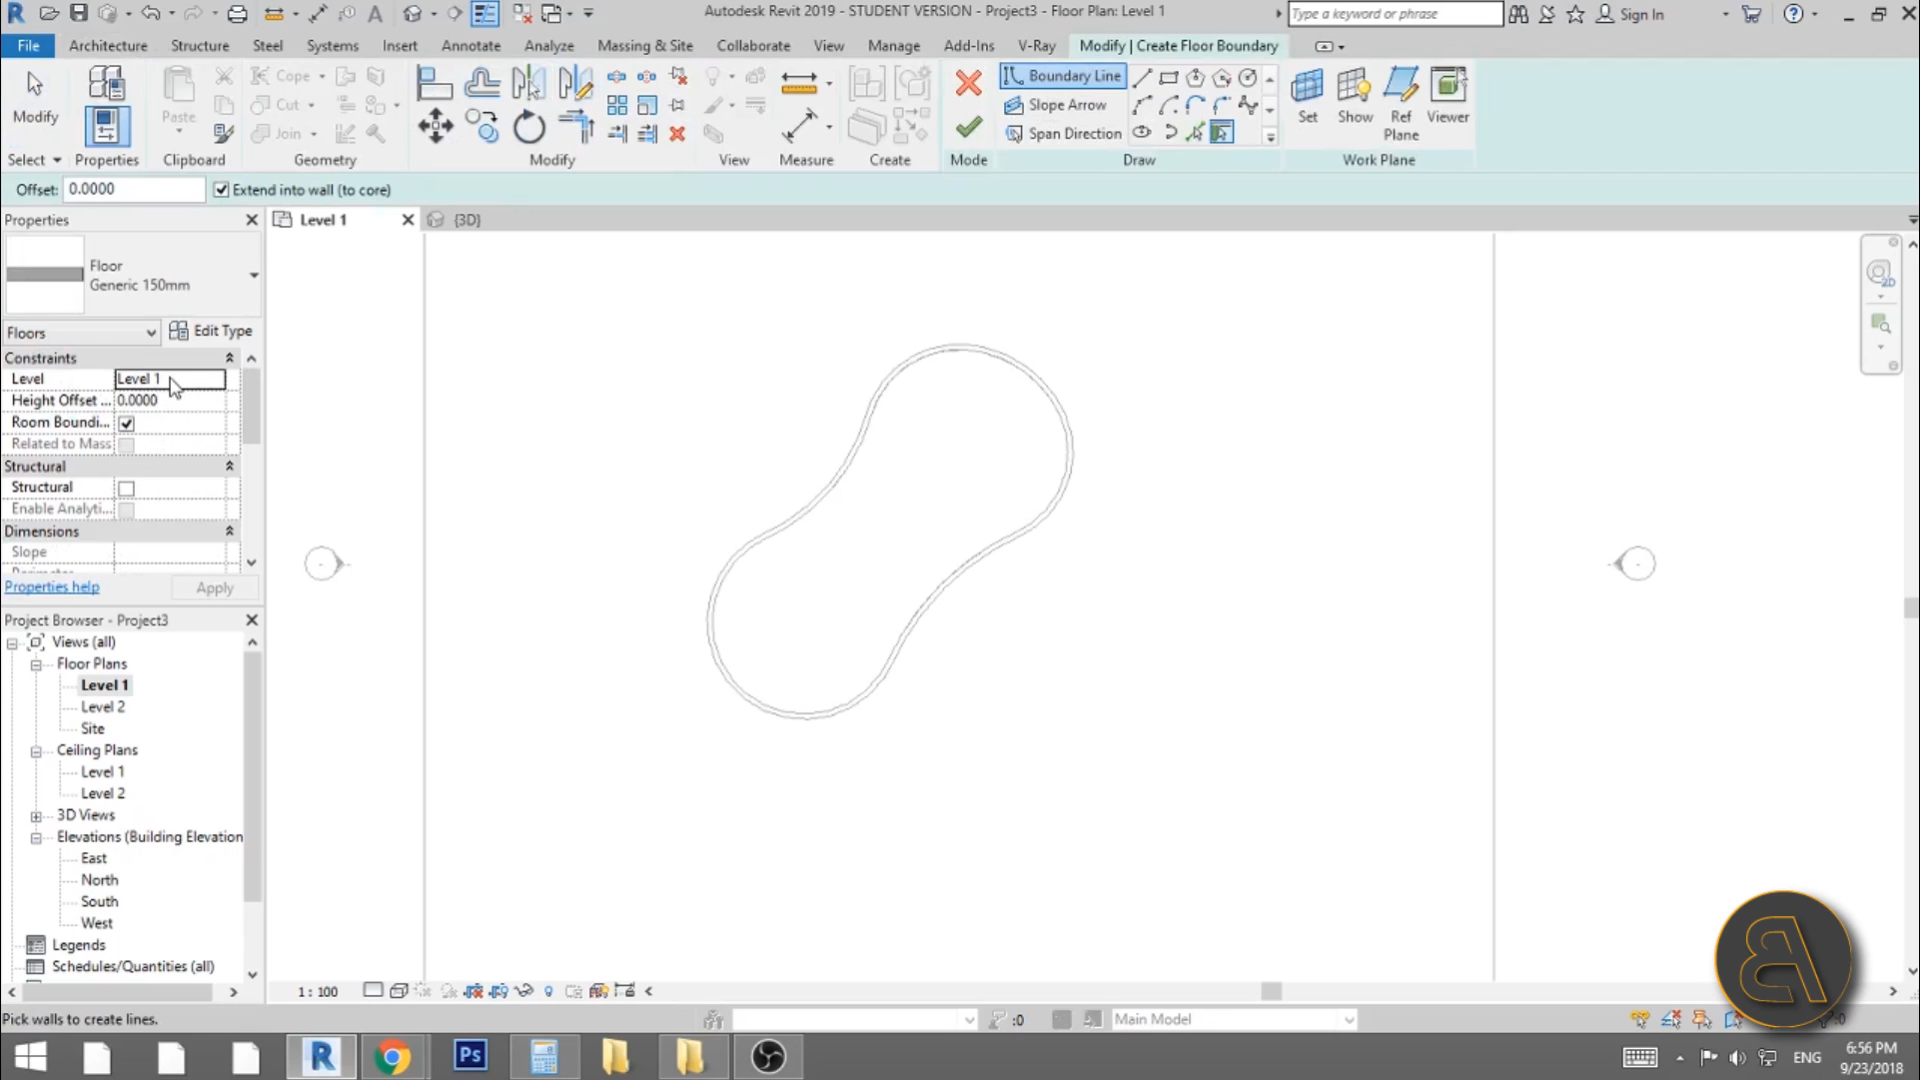 Autodesk Revit 2019 - STUDENT VERSION - Project3 - Floor Plan: Level 1
Type a keyword or phrase
Sign In
File
Architecture
Structure
Steel
Systems
Insert
Annotate
Analyze
Massing & Site
Collaborate
View
Manage
Add-Ins
V-Ray
Modify | Create Floor Boundary
Modify
Paste
Cope
Cut
Join
Boundary Line
Slope Arrow
Span Direction
Set
Show
Ref
Plane
Viewer
Select
Properties
Clipboard
Geometry
Modify
View
Measure
Create
Mode
Draw
Work Plane
Offset: 0.0000
Extend into wall (to core)
Properties
Level 1
{3D}
Floor
Generic 150mm
Floors
Edit Type
Constraints
Level
Level 1
Height Offset ...
0.0000
Room Boundi...
Related to Mass
Structural
Structural
Enable Analyti...
Dimensions
Slope
Properties help
Apply
Project Browser - Project3
Views (all)
Floor Plans
Level 1
Level 2
Site
Ceiling Plans
Level 1
Level 2
3D Views
Elevations (Building Elevation
East
North
South
West
Legends
Schedules/Quantities (all)
1 : 100
Pick walls to create lines.
:0
Main Model
:0
ENG
6:56 PM
9/23/2018